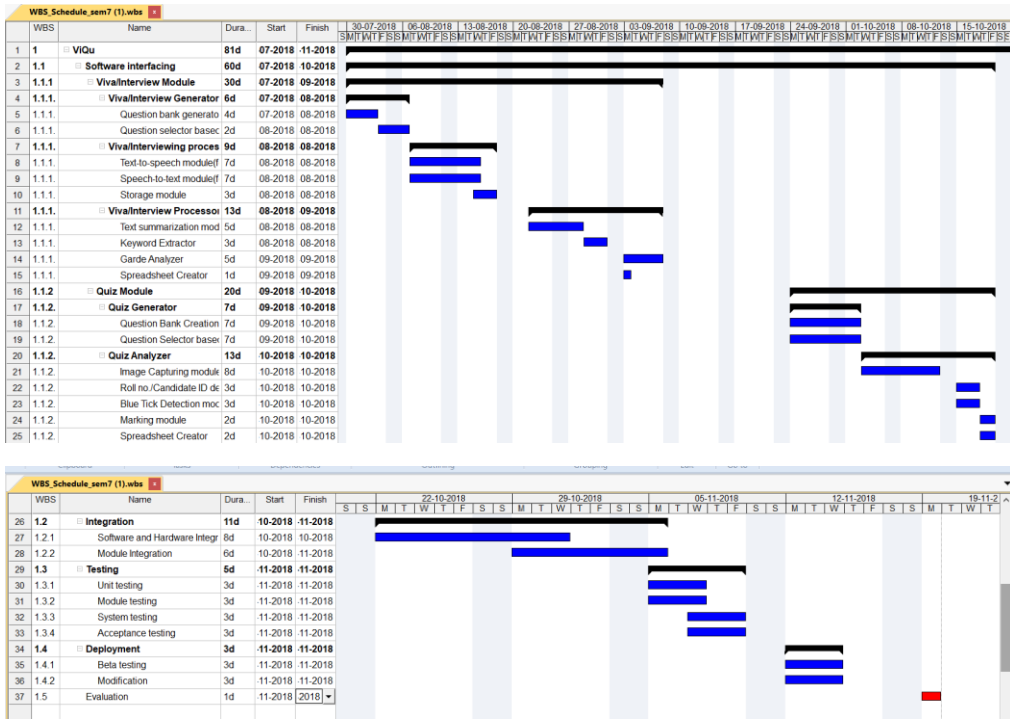 WBS_Schedule_sem7 (1).wbs x
WBS Name Dura... Start Finish 30-07-2018 06-08-2018 13-08-2018 20-08-2018 27-08-2018 03-09-2018 10-09-2018 17-09-2018 24-09-2018 01-10-2018 08-10-2018 15-10-2018
S M T W T F S S M T W T F S S M T W T F S S M T W T F S S M T W T F S S M T W T F S S M T W T F S S M T W T F S S M T W T F S S M T W T F S S M T W T F S S M T W T F S
1 1 ViQu 81d 07-2018 -11-2018
2 1.1 Software interfacing 60d 07-2018 10-2018
3 1.1.1 Viva/Interview Module 30d 07-2018 09-2018
4 1.1.1. Viva/Interview Generator 6d 07-2018 08-2018
5 1.1.1. Question bank generato 4d 07-2018 08-2018
6 1.1.1. Question selector basec 2d 08-2018 08-2018
7 1.1.1. Viva/Interviewing proces 9d 08-2018 08-2018
8 1.1.1. Text-to-speech module(f 7d 08-2018 08-2018
9 1.1.1. Speech-to-text module(f 7d 08-2018 08-2018
10 1.1.1. Storage module 3d 08-2018 08-2018
11 1.1.1. Viva/Interview Processor 13d 08-2018 09-2018
12 1.1.1. Text summarization mod 5d 08-2018 08-2018
13 1.1.1. Keyword Extractor 3d 08-2018 08-2018
14 1.1.1. Garde Analyzer 5d 09-2018 09-2018
15 1.1.1. Spreadsheet Creator 1d 09-2018 09-2018
16 1.1.2 Quiz Module 20d 09-2018 10-2018
17 1.1.2. Quiz Generator 7d 09-2018 10-2018
18 1.1.2. Question Bank Creation 7d 09-2018 10-2018
19 1.1.2. Question Selector basec 7d 09-2018 10-2018
20 1.1.2. Quiz Analyzer 13d 10-2018 10-2018
21 1.1.2. Image Capturing module 8d 10-2018 10-2018
22 1.1.2. Roll no./Candidate ID de 3d 10-2018 10-2018
23 1.1.2. Blue Tick Detection moc 3d 10-2018 10-2018
24 1.1.2. Marking module 2d 10-2018 10-2018
25 1.1.2. Spreadsheet Creator 2d 10-2018 10-2018
WBS_Schedule_sem7 (1).wbs x
WBS Name Dura... Start Finish 22-10-2018 29-10-2018 05-11-2018 12-11-2018 19-11-2
S S M T W T F S S M T W T F S S M T W T F S S M T W T F S S M T W T
26 1.2 Integration 11d 10-2018 -11-2018
27 1.2.1 Software and Hardware Integr 8d 10-2018 10-2018
28 1.2.2 Module Integration 6d 10-2018 -11-2018
29 1.3 Testing 5d -11-2018 -11-2018
30 1.3.1 Unit testing 3d -11-2018 -11-2018
31 1.3.2 Module testing 3d -11-2018 -11-2018
32 1.3.3 System testing 3d -11-2018 -11-2018
33 1.3.4 Acceptance testing 3d -11-2018 -11-2018
34 1.4 Deployment 3d -11-2018 -11-2018
35 1.4.1 Beta testing 3d -11-2018 -11-2018
36 1.4.2 Modification 3d -11-2018 -11-2018
37 1.5 Evaluation 1d -11-2018 2018